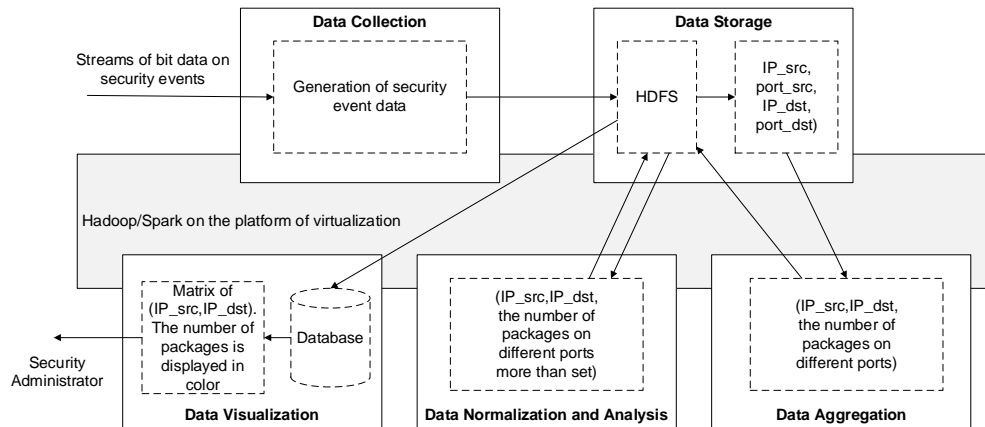 Data Collection
Data Storage
Streams of bit data on
security events
Generation of security
event data
HDFS
IP_src,
port_src,
IP_dst,
port_dst)
Hadoop/Spark on the platform of virtualization
Matrix of
(IP_src,IP_dst).
The number of
packages is
displayed in
color
Database
(IP_src,IP_dst,
the number of
packages on
different ports
more than set)
(IP_src,IP_dst,
the number of
packages on
different ports)
Security
Administrator
Data Visualization
Data Normalization and Analysis
Data Aggregation